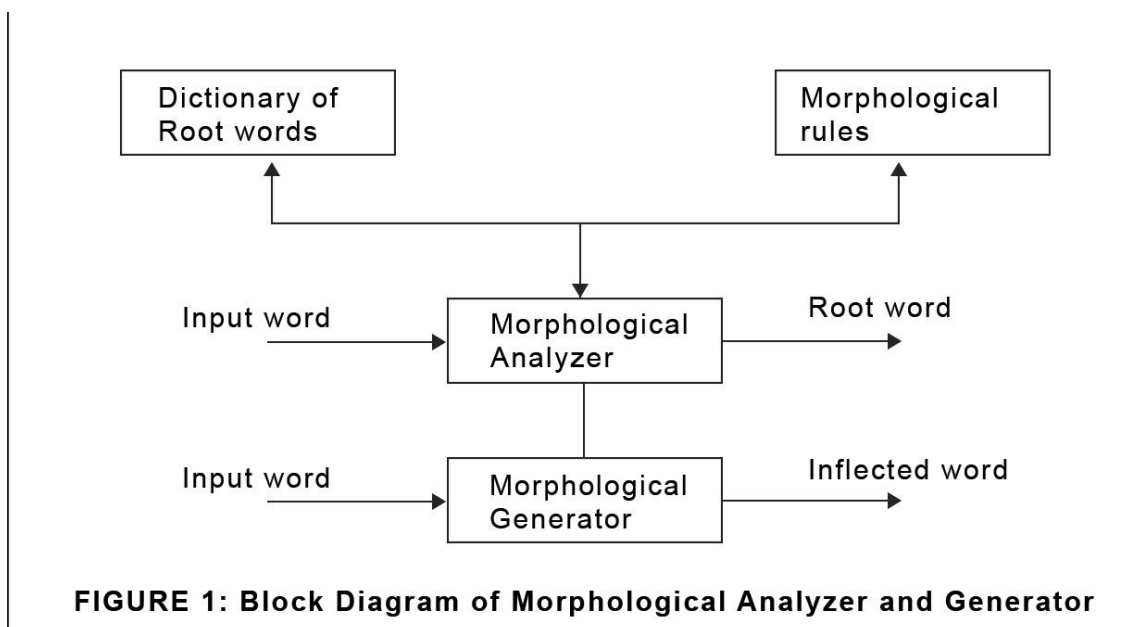 Dictionary of
Root words
Morphological
rules
Input word
Morphological
Analyzer
Root word
Input word
Morphological
Generator
Inflected word
FIGURE 1: Block Diagram of Morphological Analyzer and Generator